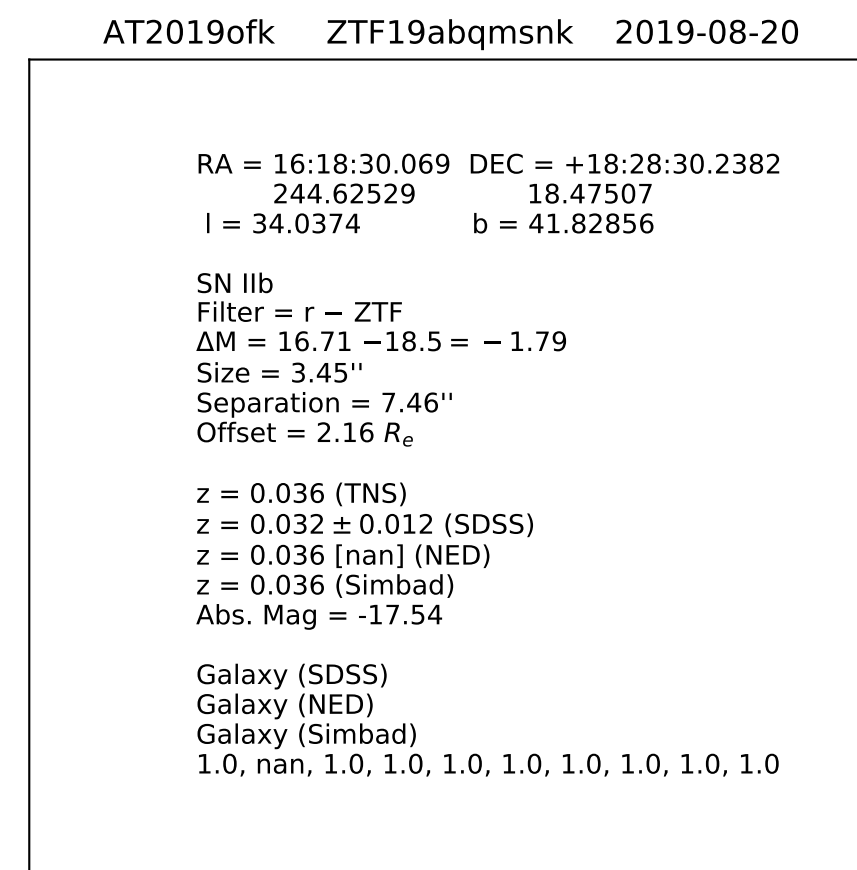 AT2019ofk ZTF19abqmsnk 2019-08-20
RA = 16:18:30.069 DEC = +18:28:30.2382
244.62529 18.47507
l = 34.0374 b = 41.82856
SN IIb
Filter = r − ZTF
ΔM = 16.71 −18.5 = − 1.79
Size = 3.45''
Separation = 7.46''
Offset = 2.16 Rₑ
z = 0.036 (TNS)
z = 0.032 ± 0.012 (SDSS)
z = 0.036 [nan] (NED)
z = 0.036 (Simbad)
Abs. Mag = -17.54
Galaxy (SDSS)
Galaxy (NED)
Galaxy (Simbad)
1.0, nan, 1.0, 1.0, 1.0, 1.0, 1.0, 1.0, 1.0, 1.0